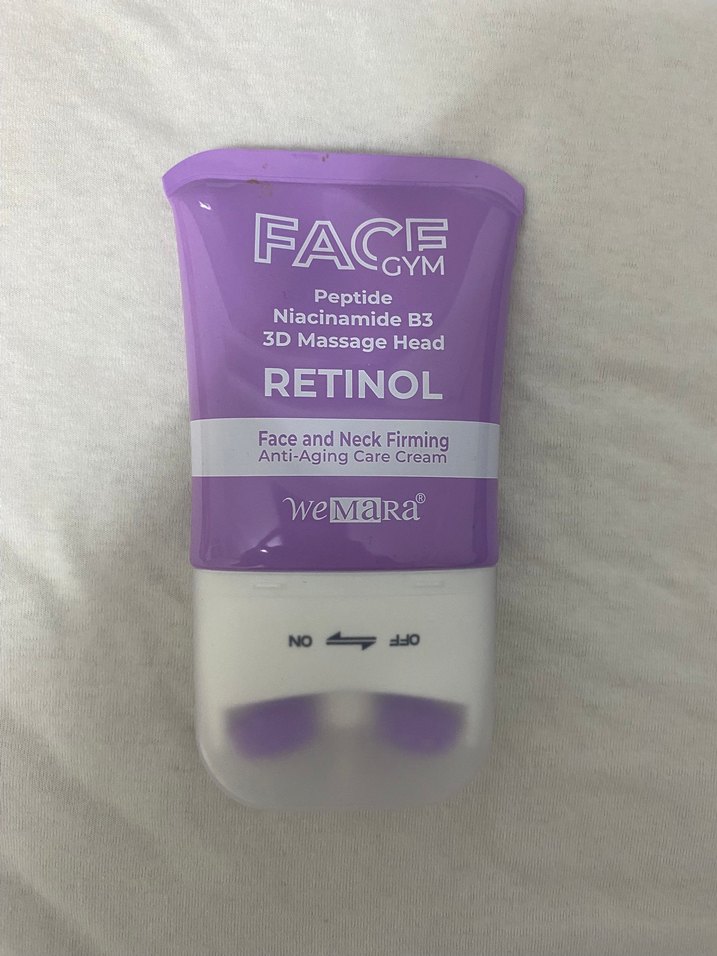 FACE
GYM
Peptide
Niacinamide B3
3D Massage Head
RETINOL
Face and Neck Firming
Anti-Aging Care Cream
weMaRa®
ON OFF